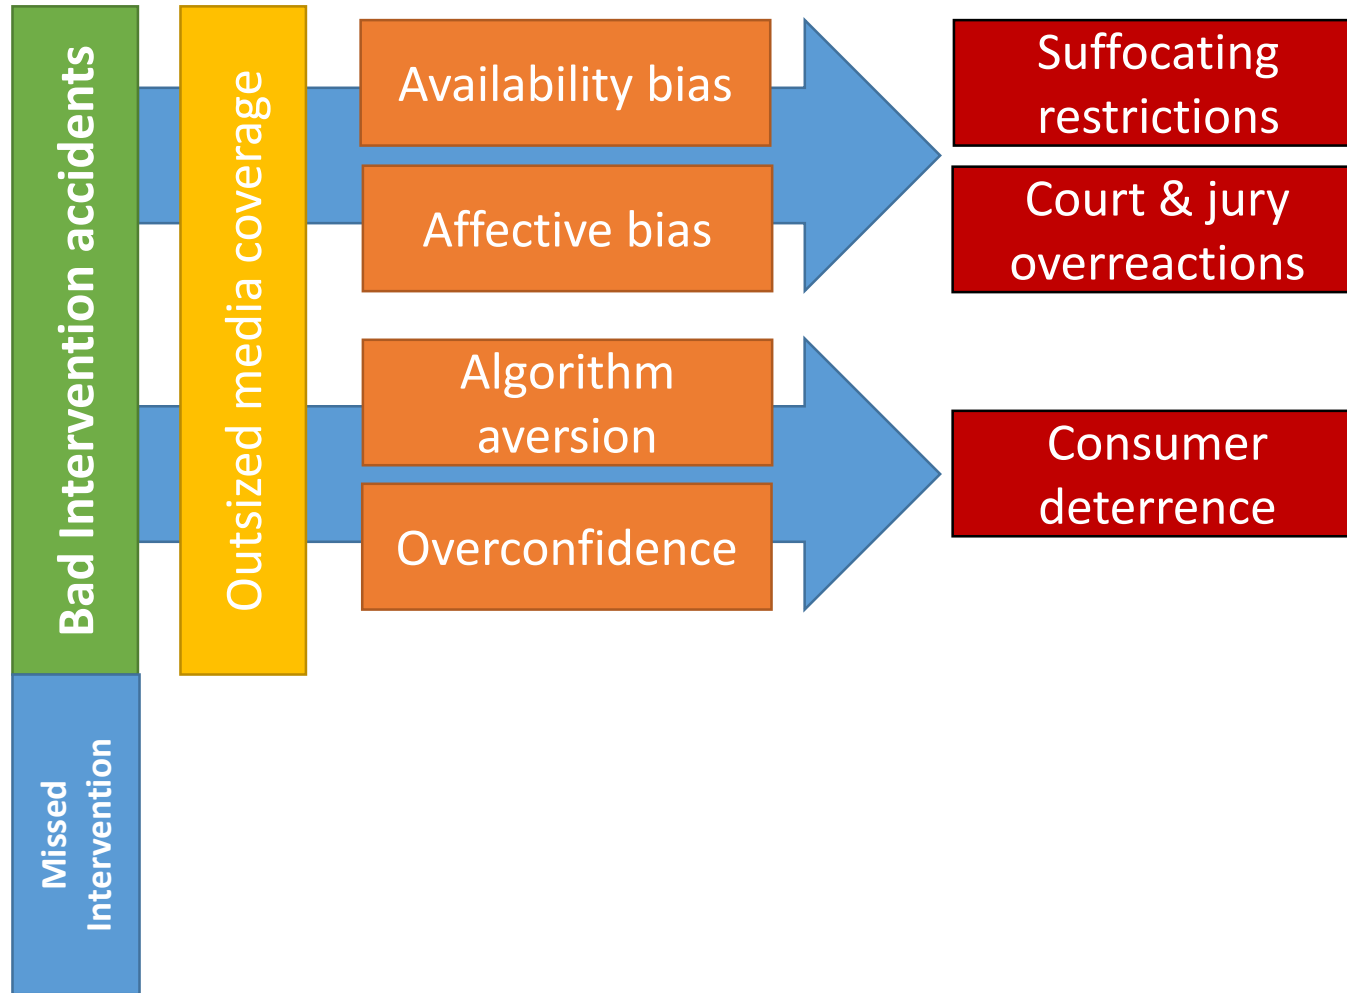 Bad Intervention accidents
Outsized media coverage
Availability bias
Affective bias
Algorithm
aversion
Overconfidence
Suffocating
restrictions
Court & jury
overreactions
Consumer
deterrence
Missed
Intervention